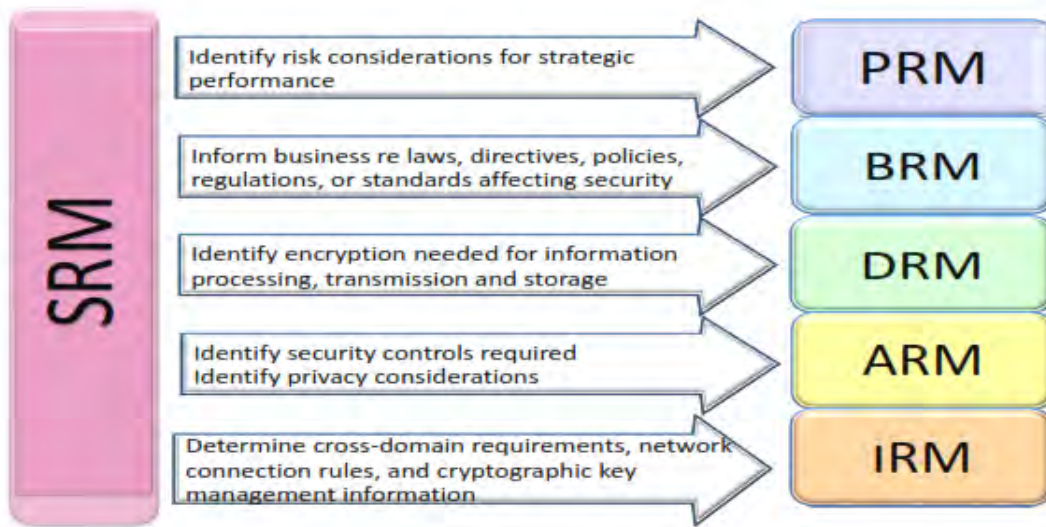 SRM
Identify risk considerations for strategic
performance
PRM
Inform business re laws, directives, policies,
regulations, or standards affecting security
BRM
Identify encryption needed for information
processing, transmission and storage
DRM
Identify security controls required
Identify privacy considerations
ARM
Determine cross-domain requirements, network
connection rules, and cryptographic key
management information
iRM